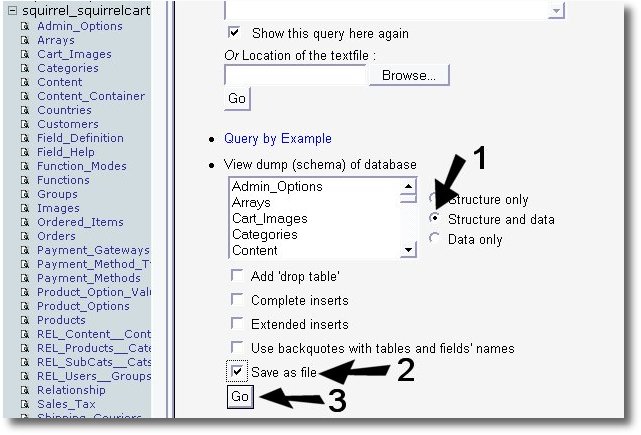 squirrel_squirrelcart
Admin_Options
Arrays
Cart_Images
Categories
Content
Content_Container
Countries
Customers
Field_Definition
Field_Help
Function_Modes
Functions
Groups
Images
Ordered_Items
Orders
Payment_Gateways
Payment_Method_T
Payment_Methods
Product_Option_Val
Product_Options
Products
REL_Content__Cont
REL_Products__Cate
REL_SubCats__Cats
REL_Users__Groups
Relationship
Sales_Tax
Shipping_Couriers
Show this query here again
Or Location of the textfile :
Browse...
Go
Query by Example
View dump (schema) of database
1
Admin_Options
Arrays
Cart_Images
Categories
Content
Structure only
Structure and data
Data only
Add 'drop table'
Complete inserts
Extended inserts
Use backquotes with tables and fields' names
Save as file
2
Go
3